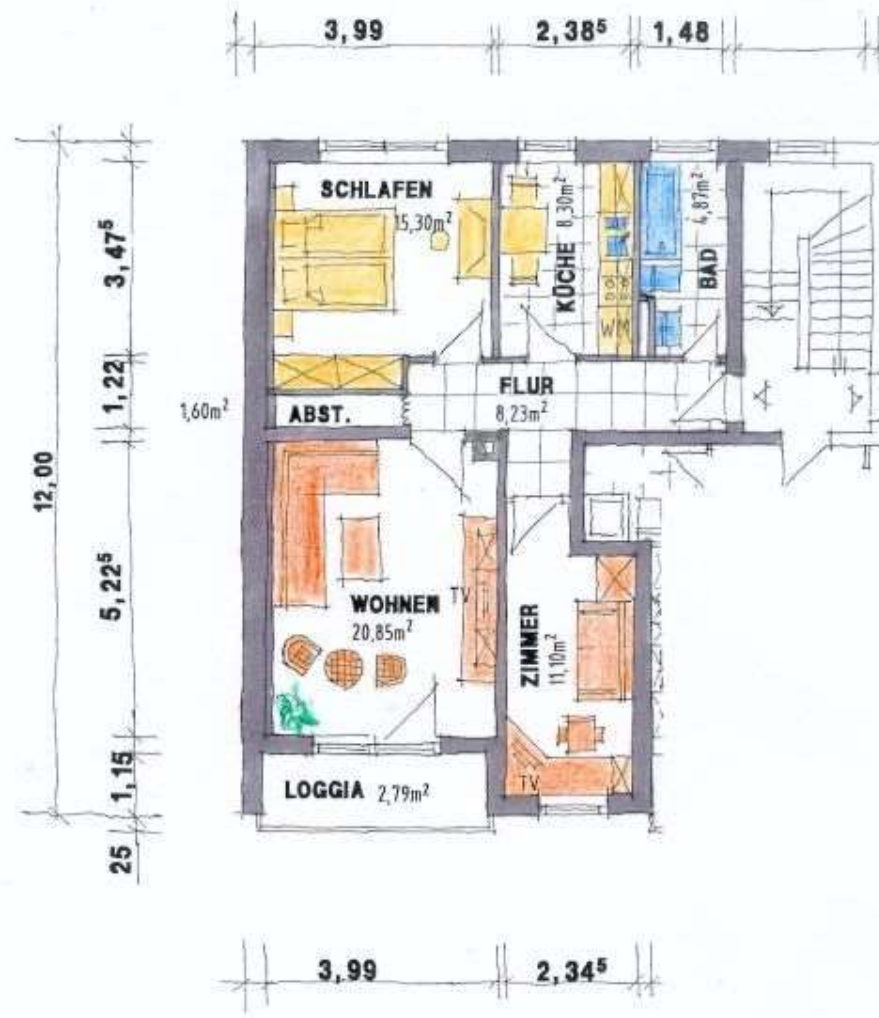 3,99
2,38⁵
1,48
SCHLAFEN
15,30m²
KÜCHE 8,30m²
BAD 4,87m²
WM
3,47⁵
1,22
5,22⁵
1,15
25
12,00
1,60m²
ABST.
FLUR
8,23m²
WOHNEN
20,85m²
TV
ZIMMER
11,10m²
TV
LOGGIA 2,79m²
3,99
2,34⁵